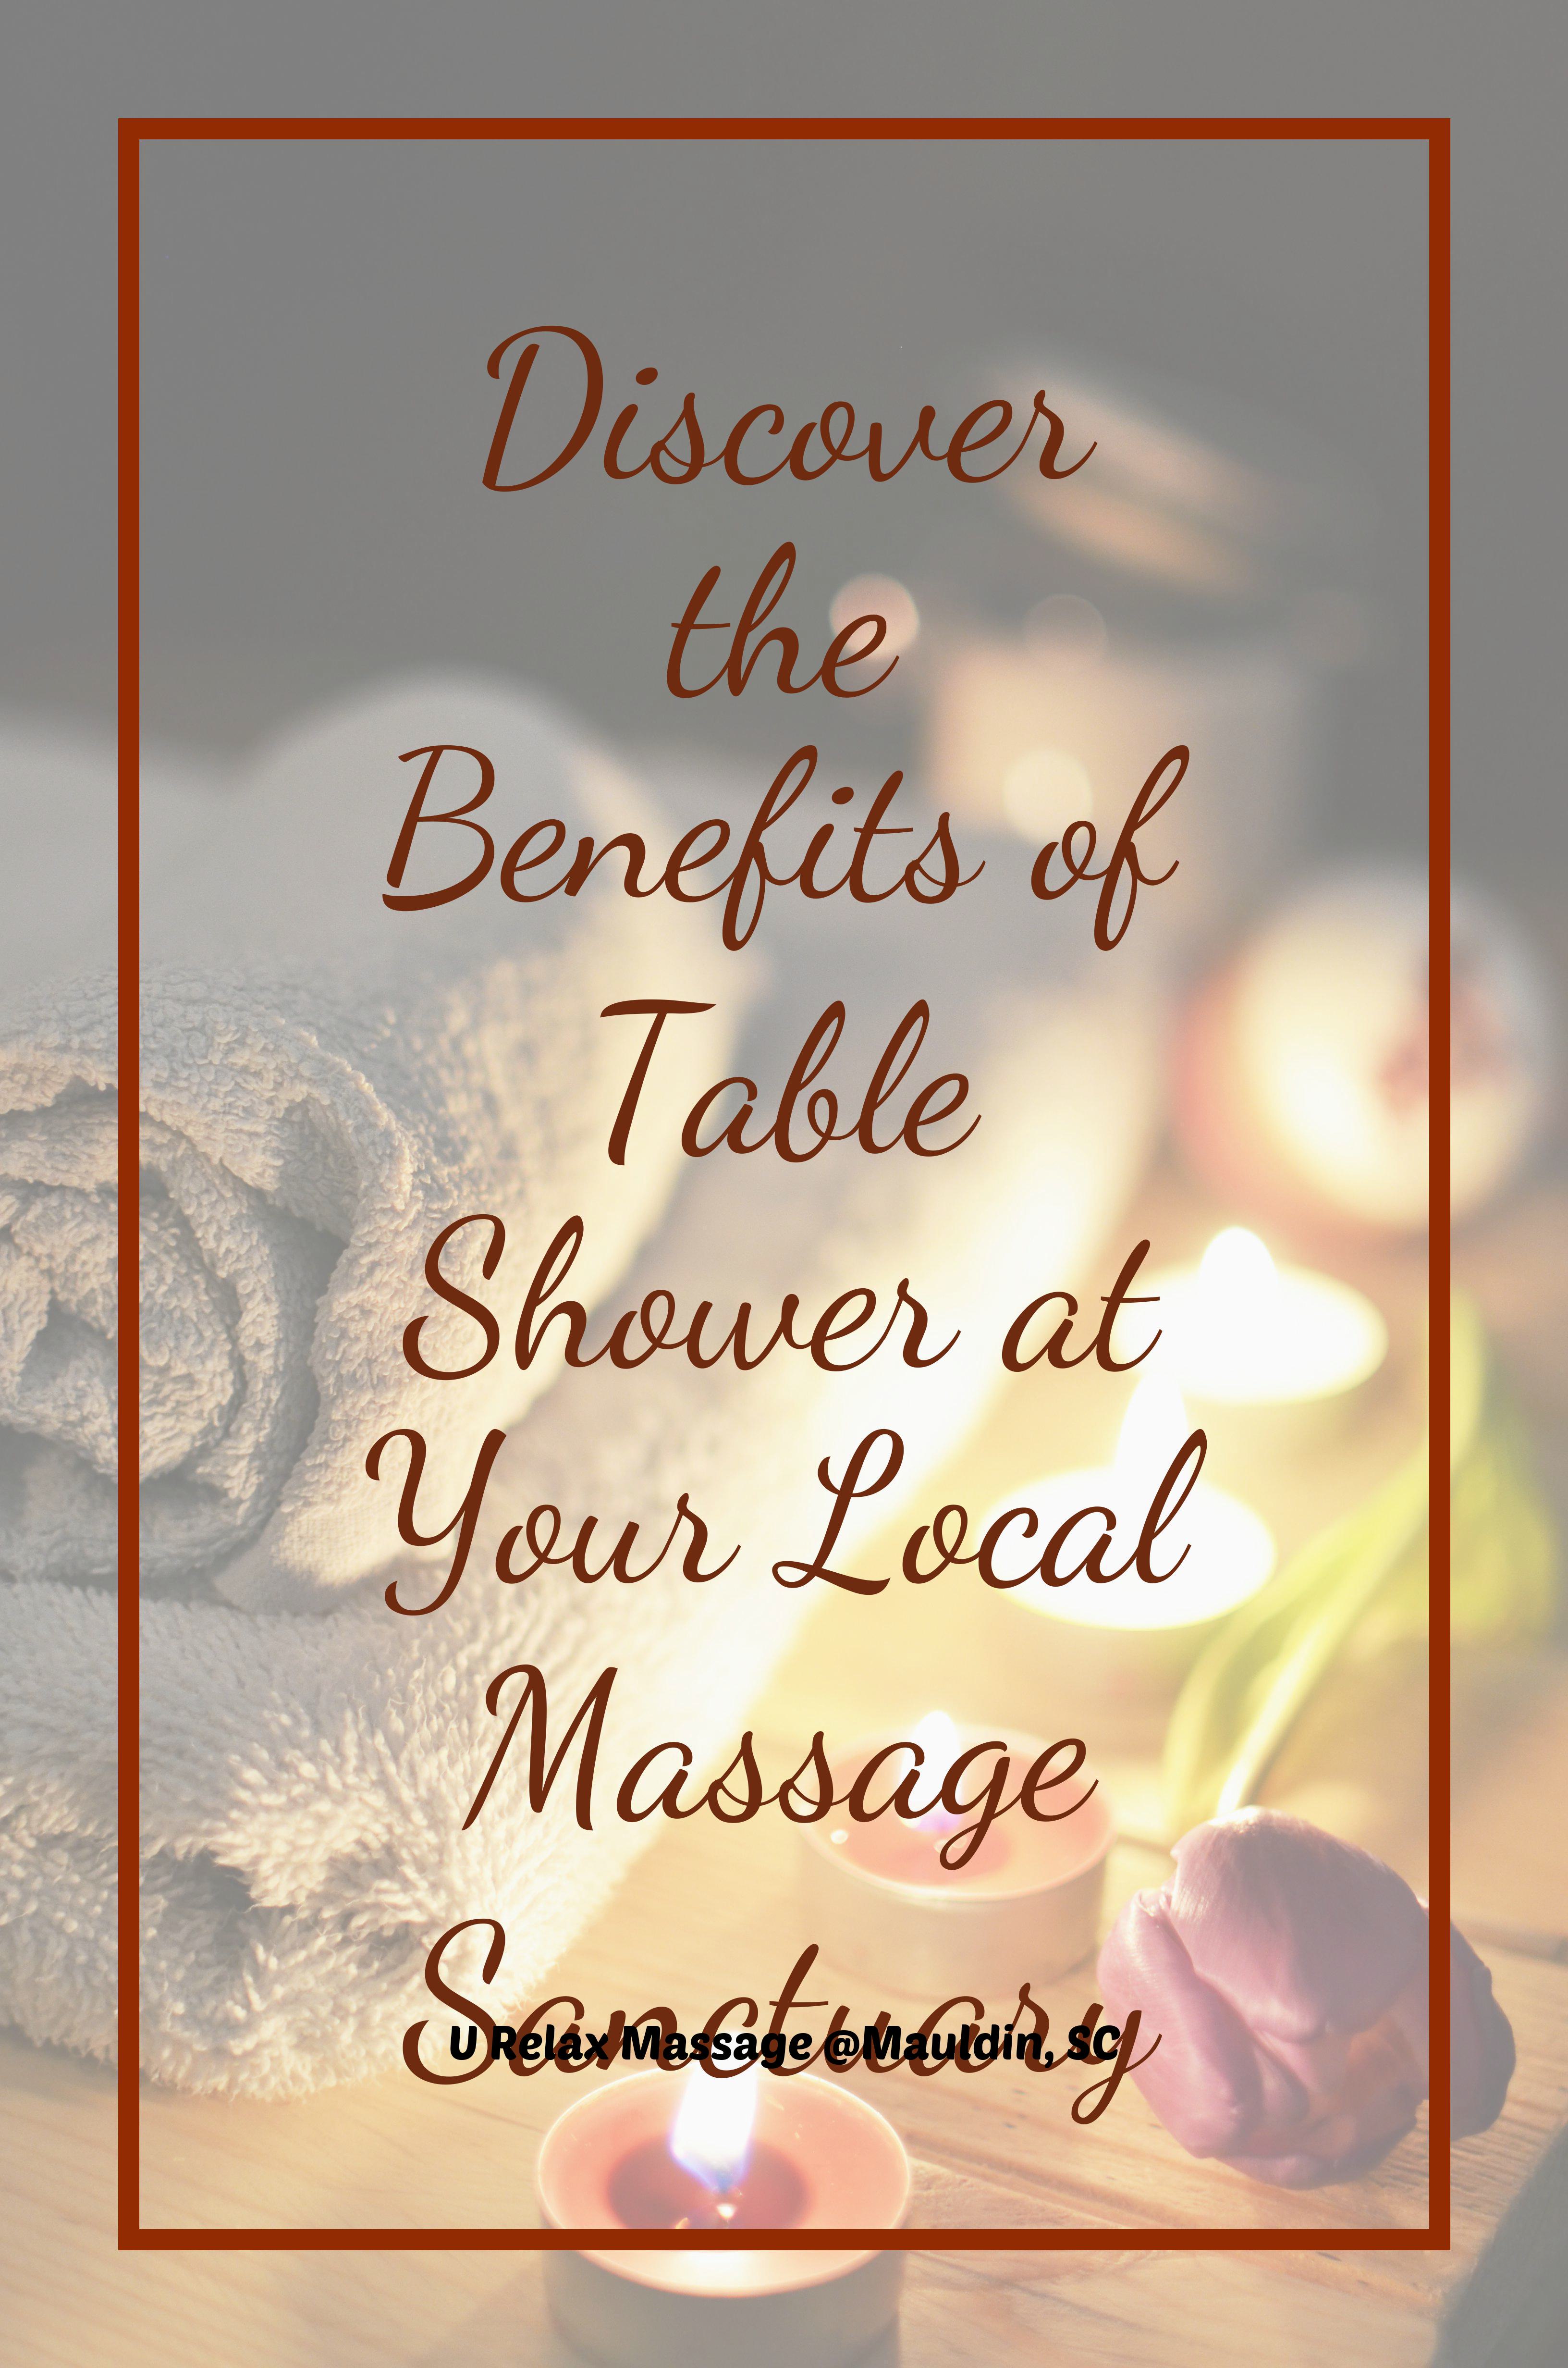 Discover
the
Benefits of
Table
Shower at
Your Local
Massage
Sanctuary
U Relax Massage @Mauldin, SC